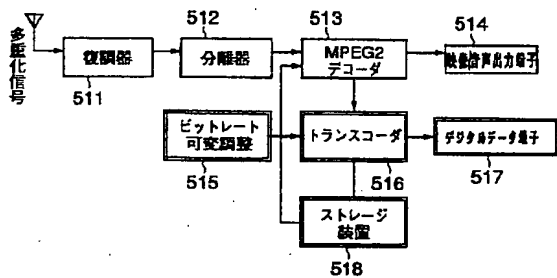 多重化信号
復調器
511
分離器
512
MPEG2
デコーダ
513
映像音声出力端子
514
ビットレート
可変調整
515
トランスコーダ
516
デジタルデータ端子
517
ストレージ
装置
518